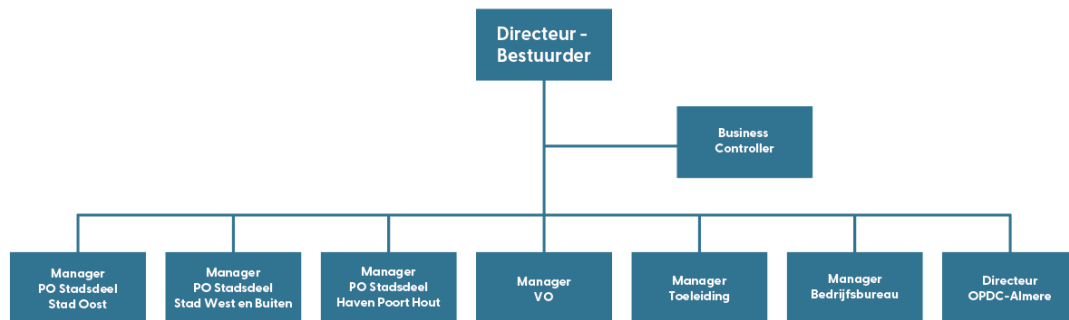 Directeur -
Bestuurder
Business
Controller
Manager
PO Stadsdeel
Stad Oost
Manager
PO Stadsdeel
Stad West en Buiten
Manager
PO Stadsdeel
Haven Poort Hout
Manager
VO
Manager
Toeleiding
Manager
Bedrijfsbureau
Directeur
OPDC-Almere